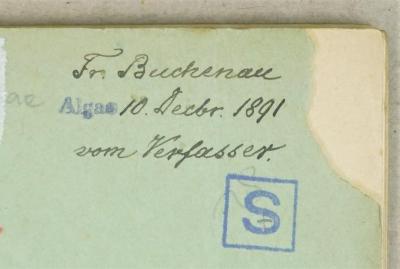 Fr. Buchenau
Algae 10. Decbr. 1891
vom Verfasser.
S